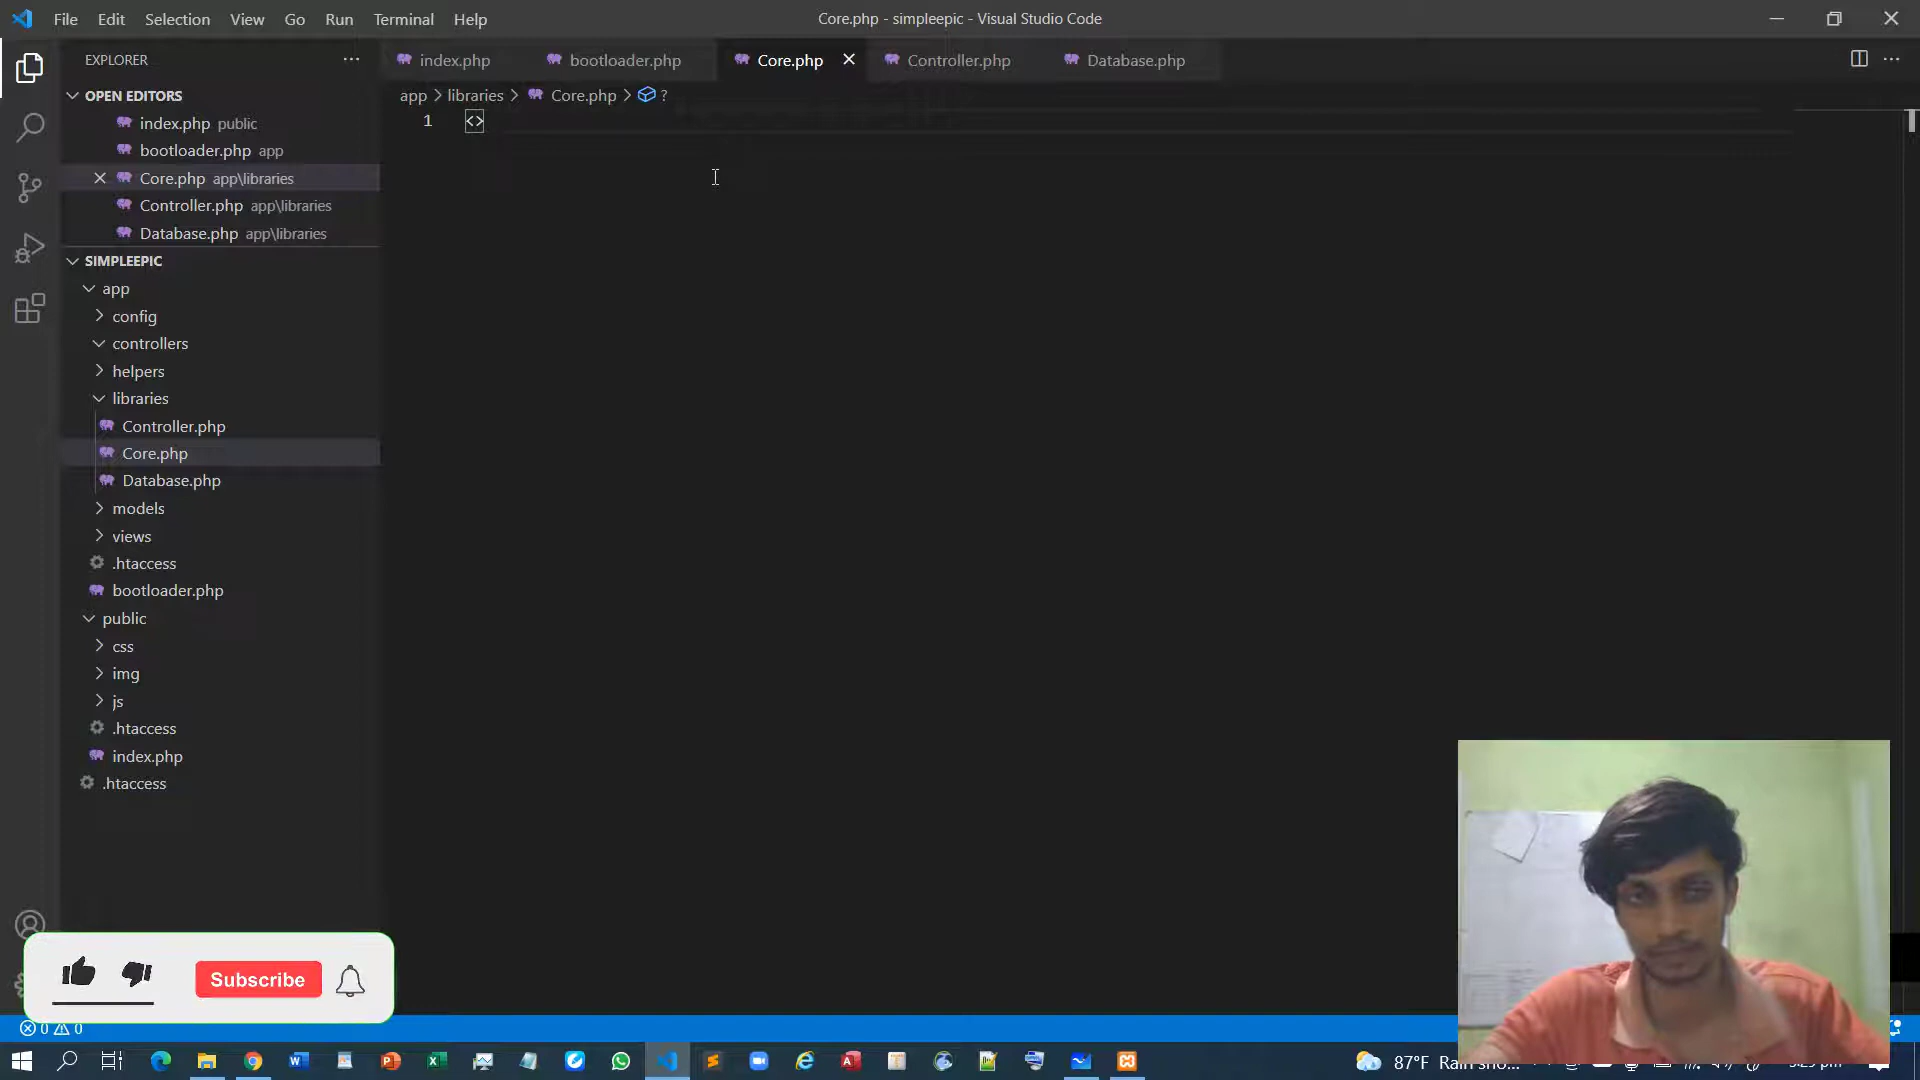 File Edit Selection View Go Run Terminal Help
Core.php - simpleepic - Visual Studio Code
EXPLORER
index.php bootloader.php Core.php Controller.php Database.php
OPEN EDITORS
app libraries Core.php ?
index.php public
1 <>
bootloader.php app
Core.php app\libraries
Controller.php app\libraries
Database.php app\libraries
SIMPLEEPIC
app
config
controllers
helpers
libraries
Controller.php
Core.php
Database.php
models
views
.htaccess
bootloader.php
public
css
img
js
.htaccess
index.php
.htaccess
Subscribe
0 0
87°F